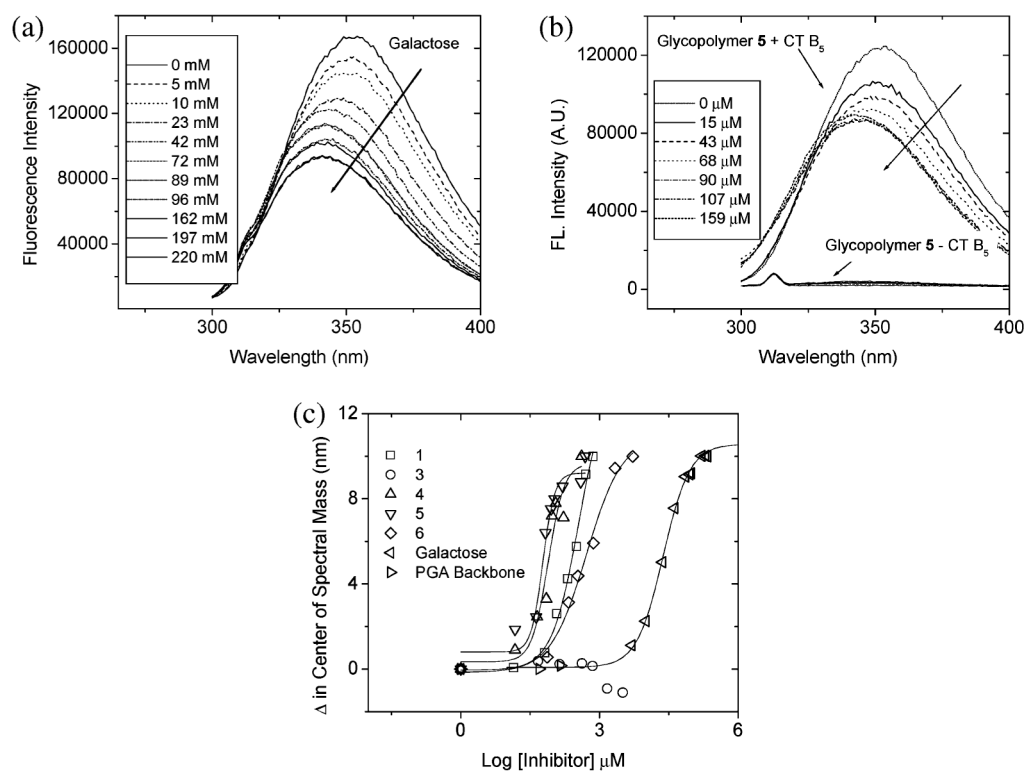 (a)
Fluorescence Intensity
160000
120000
80000
40000
0 mM
5 mM
10 mM
23 mM
42 mM
72 mM
89 mM
96 mM
162 mM
197 mM
220 mM
Galactose
300
350
400
Wavelength (nm)
(b)
FL. Intensity (A.U.)
120000
80000
40000
0
Glycopolymer 5 + CT B5
0 μM
15 μM
43 μM
68 μM
90 μM
107 μM
159 μM
Glycopolymer 5 - CT B5
300
350
400
Wavelength (nm)
(c)
Δ in Center of Spectral Mass (nm)
12
8
4
0
1
3
4
5
6
Galactose
PGA Backbone
0
3
6
Log [Inhibitor] μM